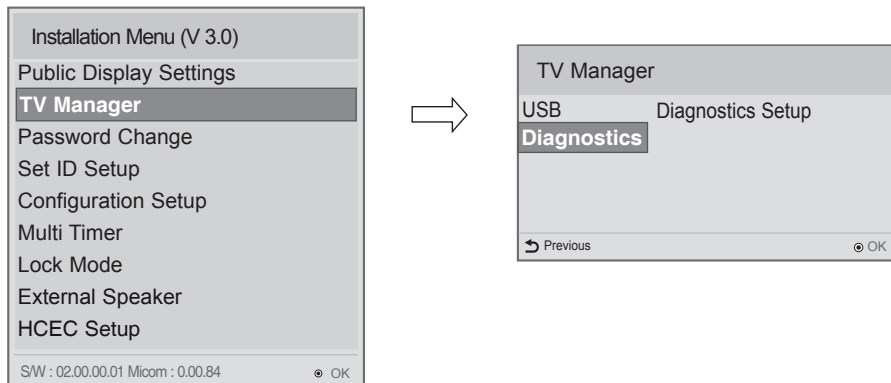 Installation Menu (V 3.0)
Public Display Settings
TV Manager
Password Change
Set ID Setup
Configuration Setup
Multi Timer
Lock Mode
External Speaker
HCEC Setup
S/W : 02.00.00.01 Micom : 0.00.84 OK
TV Manager
USB Diagnostics Setup
Diagnostics
Previous OK